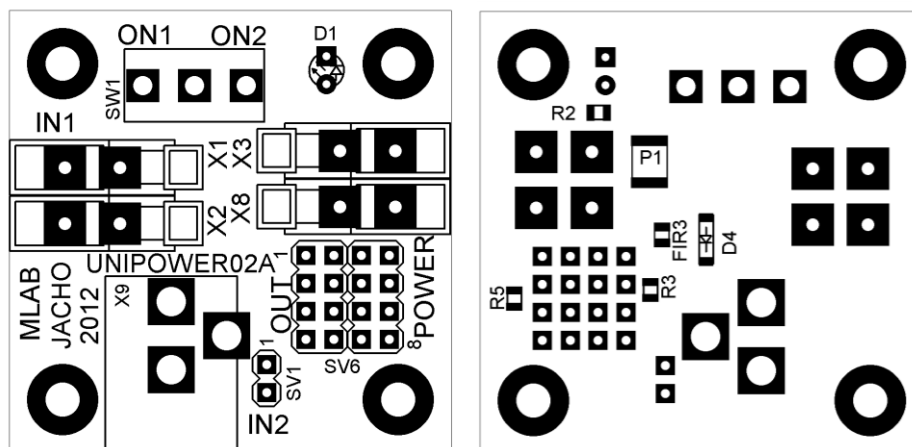 ON1
ON2
D1
SW1
IN1
X1
X3
X2
X8
UNIPOWER02A
1
X9
MLAB
JACHO
2012
OUT
POWER
8
1
SV6
SV1
IN2
R2
P1
FIR3
D4
R5
R3